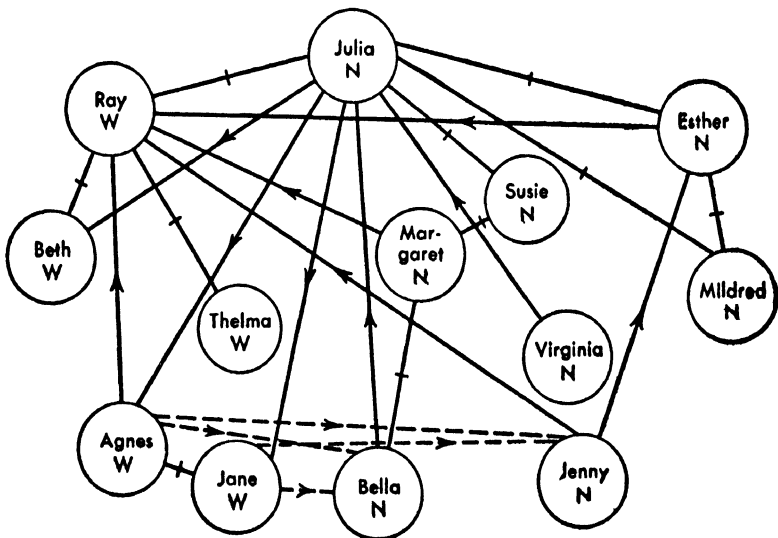 Julia
N
Ray
W
Esther
N
Susie
N
Mar-
garet
N
Beth
W
Mildred
N
Thelma
W
Virginia
N
Agnes
W
Jane
W
Bella
N
Jenny
N